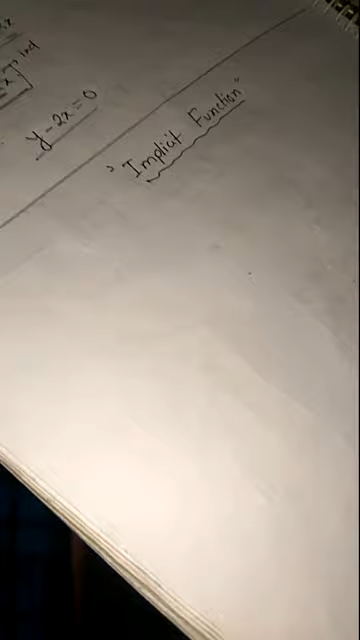 y - 2x = 0
"Implicit Function"